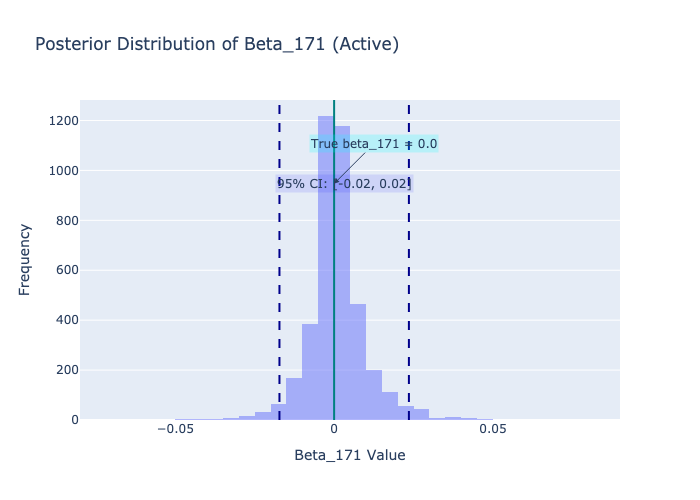 Posterior Distribution of Beta_171 (Active)
1200
True beta_171 = 0.0
1000
95% CI: [-0.02, 0.02]
800
Frequency
600
400
200
0
−0.05
0
0.05
Beta_171 Value